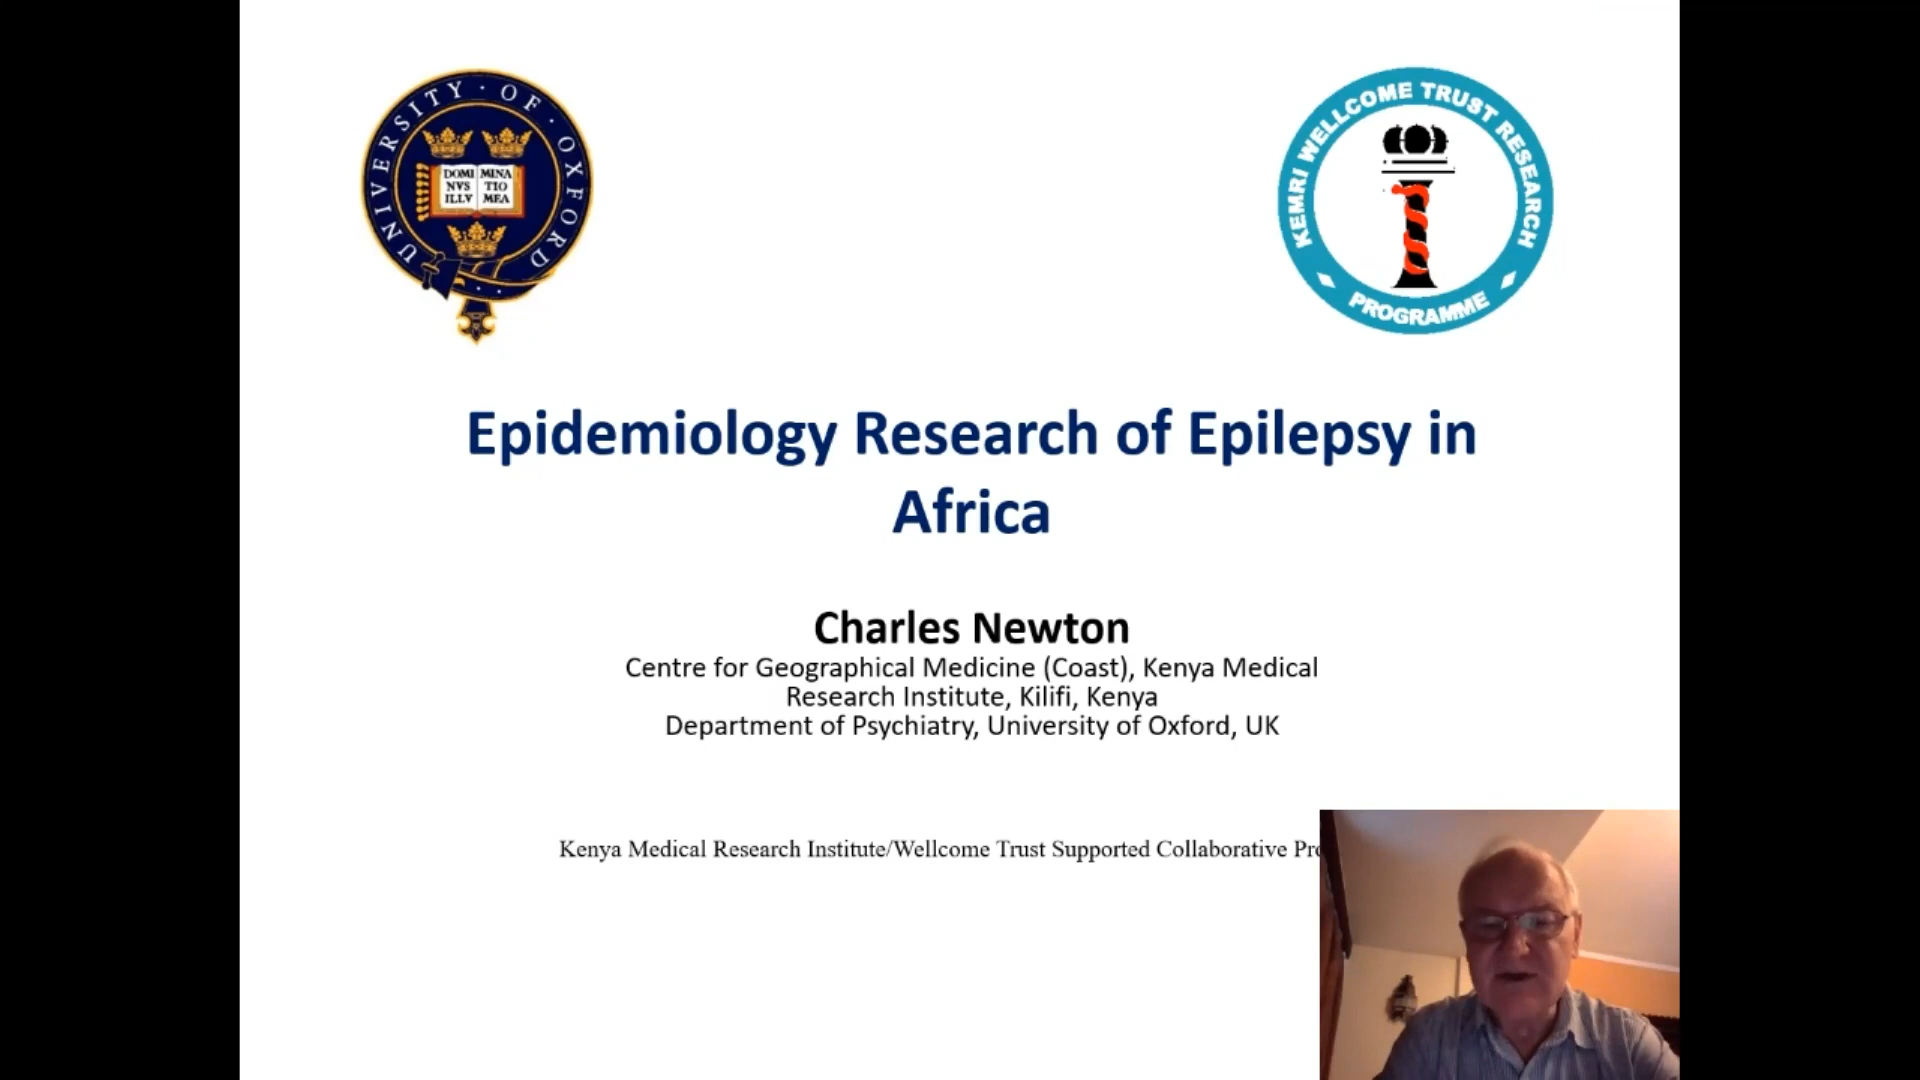 UNIVERSITY · OF · OXFORD
DOMI MINA
NVS TIO
ILLV MEA
KEMRI WELLCOME TRUST RESEARCH
PROGRAMME
Epidemiology Research of Epilepsy in
Africa
Charles Newton
Centre for Geographical Medicine (Coast), Kenya Medical
Research Institute, Kilifi, Kenya
Department of Psychiatry, University of Oxford, UK
Kenya Medical Research Institute/Wellcome Trust Supported Collaborative